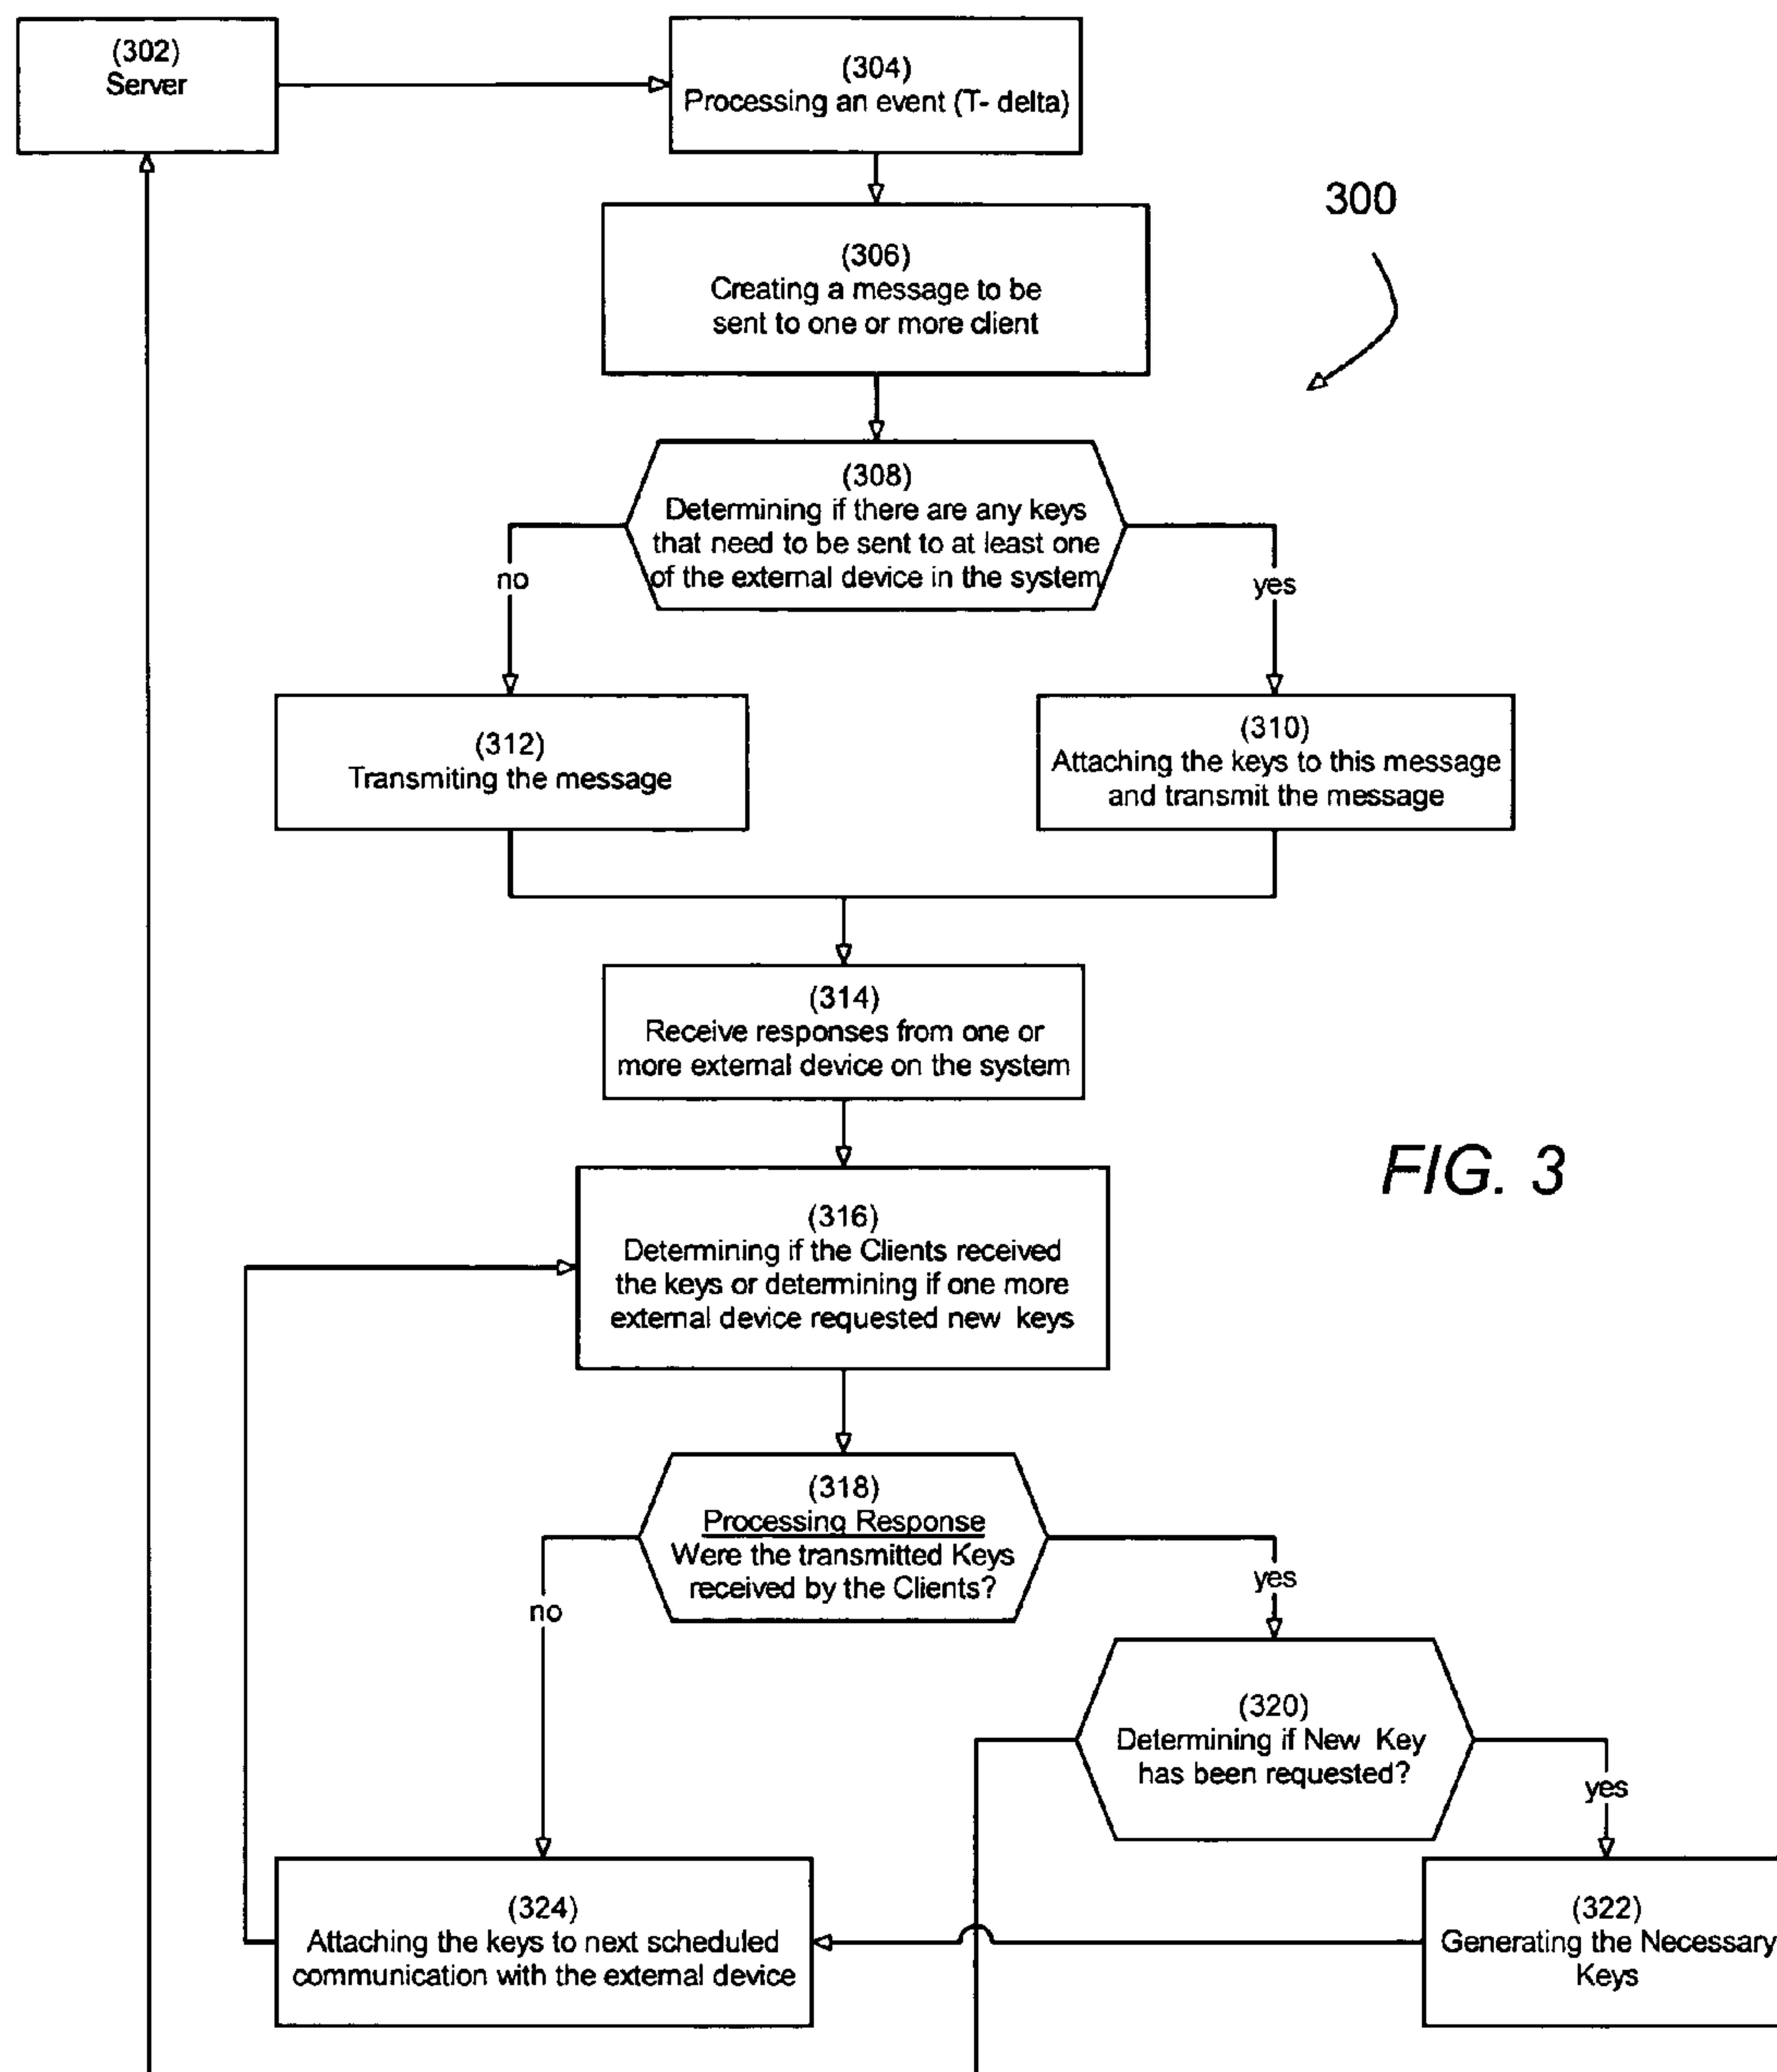 (302)
Server
(304)
Processing an event (T- delta)
300
(306)
Creating a message to be
sent to one or more client
(308)
Determining if there are any keys
that need to be sent to at least one
of the external device in the system
no
yes
(312)
Transmiting the message
(310)
Attaching the keys to this message
and transmit the message
(314)
Receive responses from one or
more external device on the system
FIG. 3
(316)
Determining if the Clients received
the keys or determining if one more
external device requested new keys
(318)
Processing Response
Were the transmitted Keys
received by the Clients?
no
yes
(320)
Determining if New Key
has been requested?
yes
(324)
Attaching the keys to next scheduled
communication with the external device
(322)
Generating the Necessary
Keys